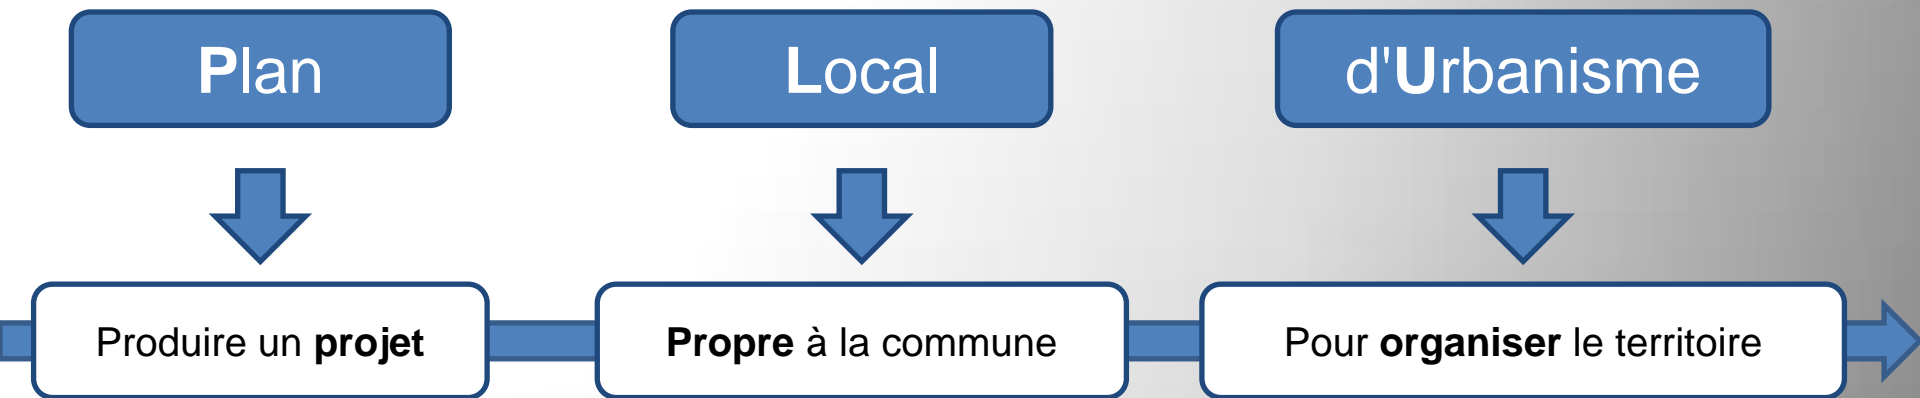 Plan
Local
d'Urbanisme
Produire un projet
Propre à la commune
Pour organiser le territoire